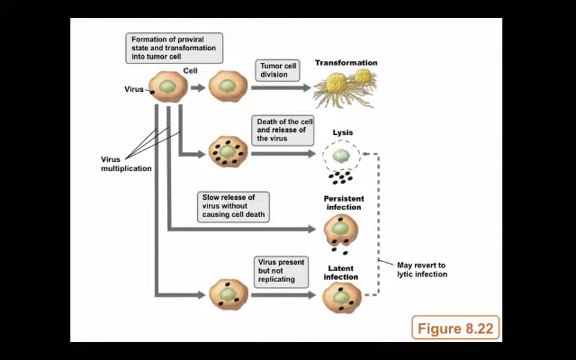 Formation of proviral
state and transformation
into tumor cell
Cell
Virus
Tumor cell
division
Transformation
Death of the cell
and release of
the virus
Lysis
Virus
multiplication
Slow release of
virus without
causing cell death
Persistent
infection
Virus present
but not
replicating
Latent
infection
May revert to
lytic infection
Figure 8.22